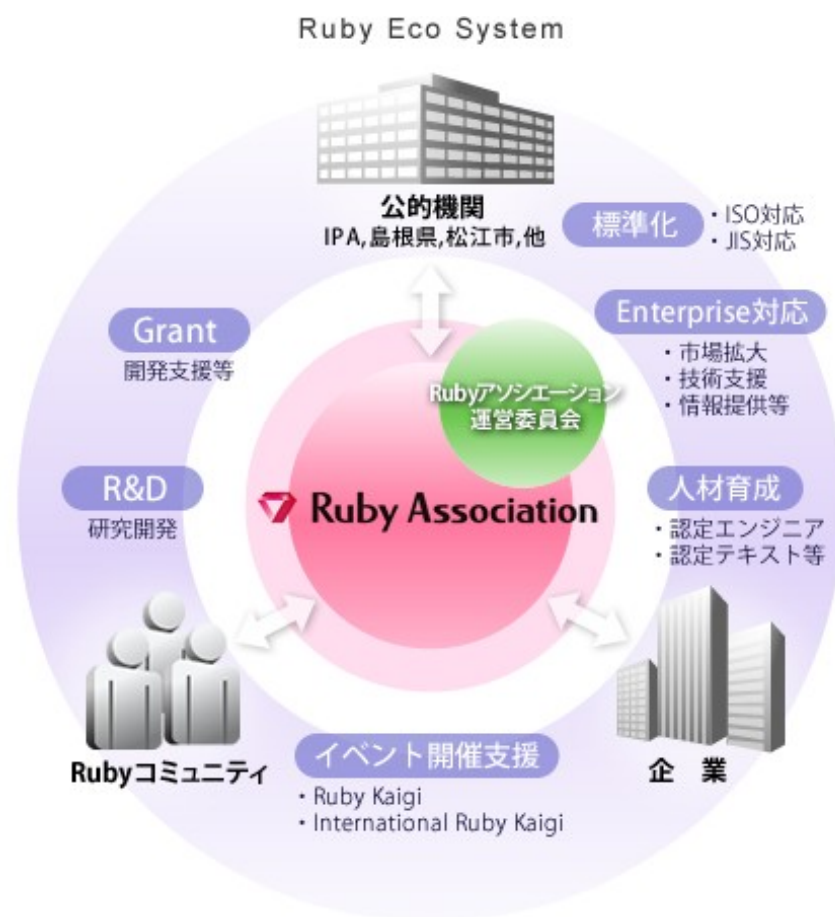 Ruby Eco System
公的機関
IPA,島根県,松江市,他
標準化
・ISO対応
・JIS対応
Grant
開発支援等
Enterprise対応
・市場拡大
・技術支援
・情報提供等
Rubyアソシエーション
運営委員会
R&D
研究開発
Ruby Association
人材育成
・認定エンジニア
・認定テキスト等
Rubyコミュニティ
イベント開催支援
・Ruby Kaigi
・International Ruby Kaigi
企 業